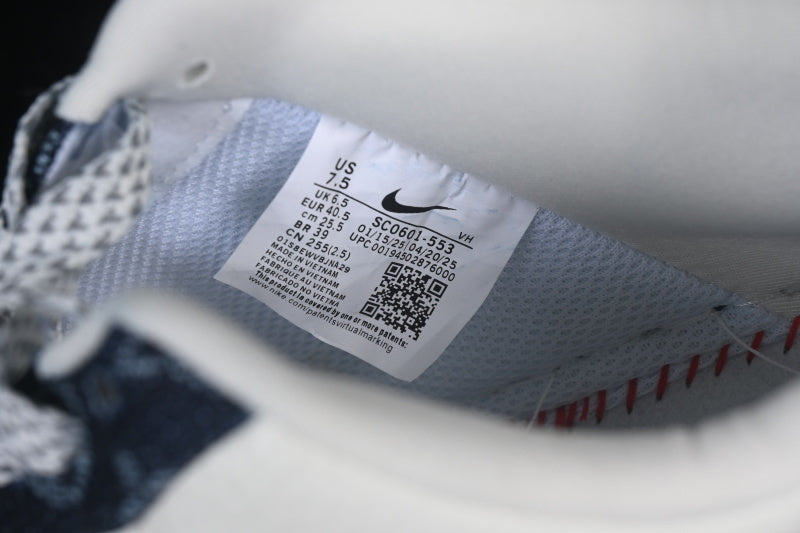 US
7.5
UK 6.5
EUR 40.5
cm 25.5
BR 39
CN 255(2.5)
SC0601-553 VH
01/15/25 04/20/25
UPC 00194502876000
MADE IN VIETNAM
HECHO EN VIETNAM
FABRIQUE AU VIETNAM
FABRICADO NO VIETNA
This product is covered by one or more patents:
www.nike.com/patentsvirtualmarking